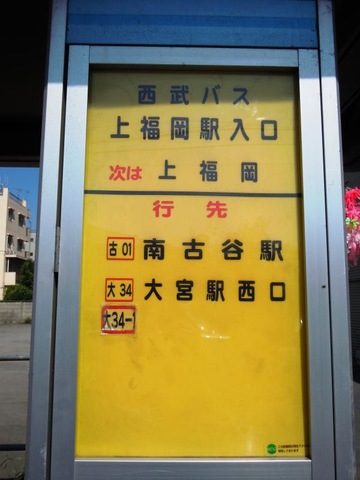 西武バス
上福岡駅入口
次は 上福岡
行先
古01 南古谷駅
大34 大宮駅西口
大34-1